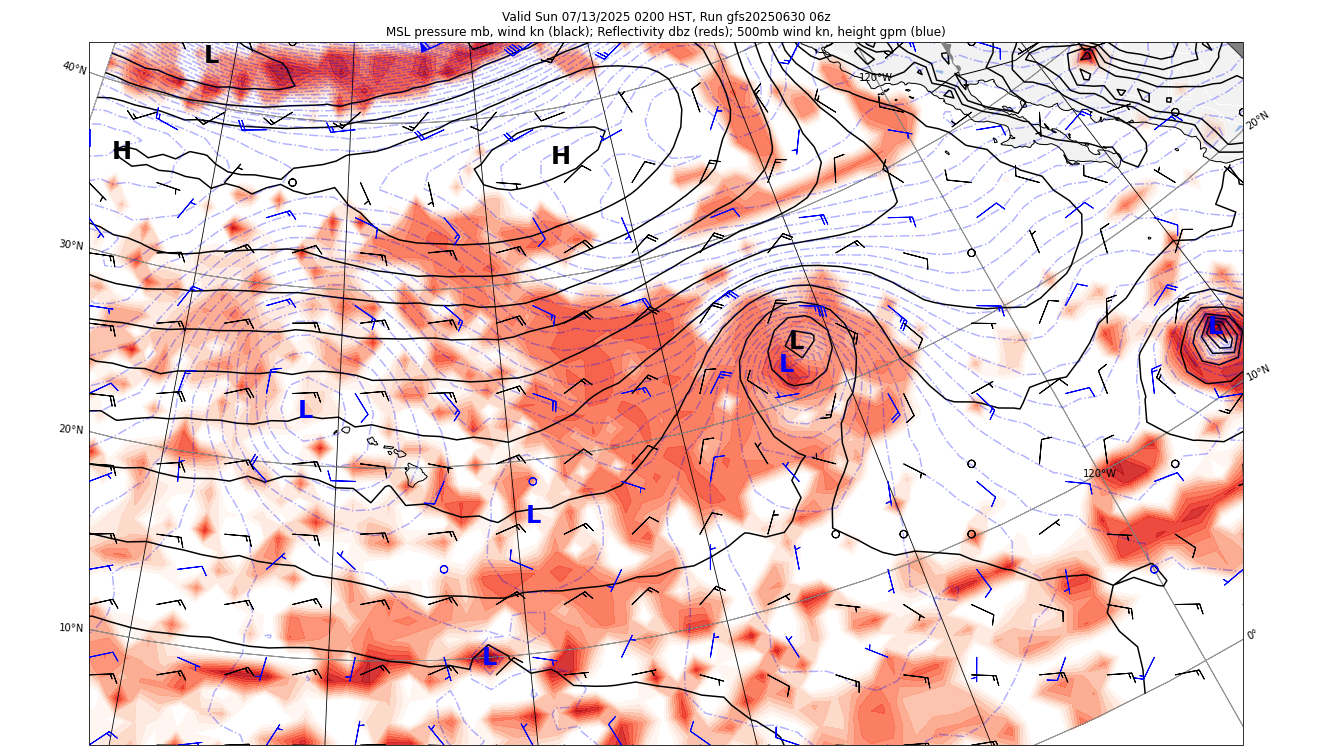 Valid Sun 07/13/2025 0200 HST, Run gfs20250630 06z
MSL pressure mb, wind kn (black); Reflectivity dbz (reds); 500mb wind kn, height gpm (blue)
L
40°N
120°W
20°N
H
H
30°N
L
L
L
10°N
L
20°N
120°W
L
10°N
0°
L